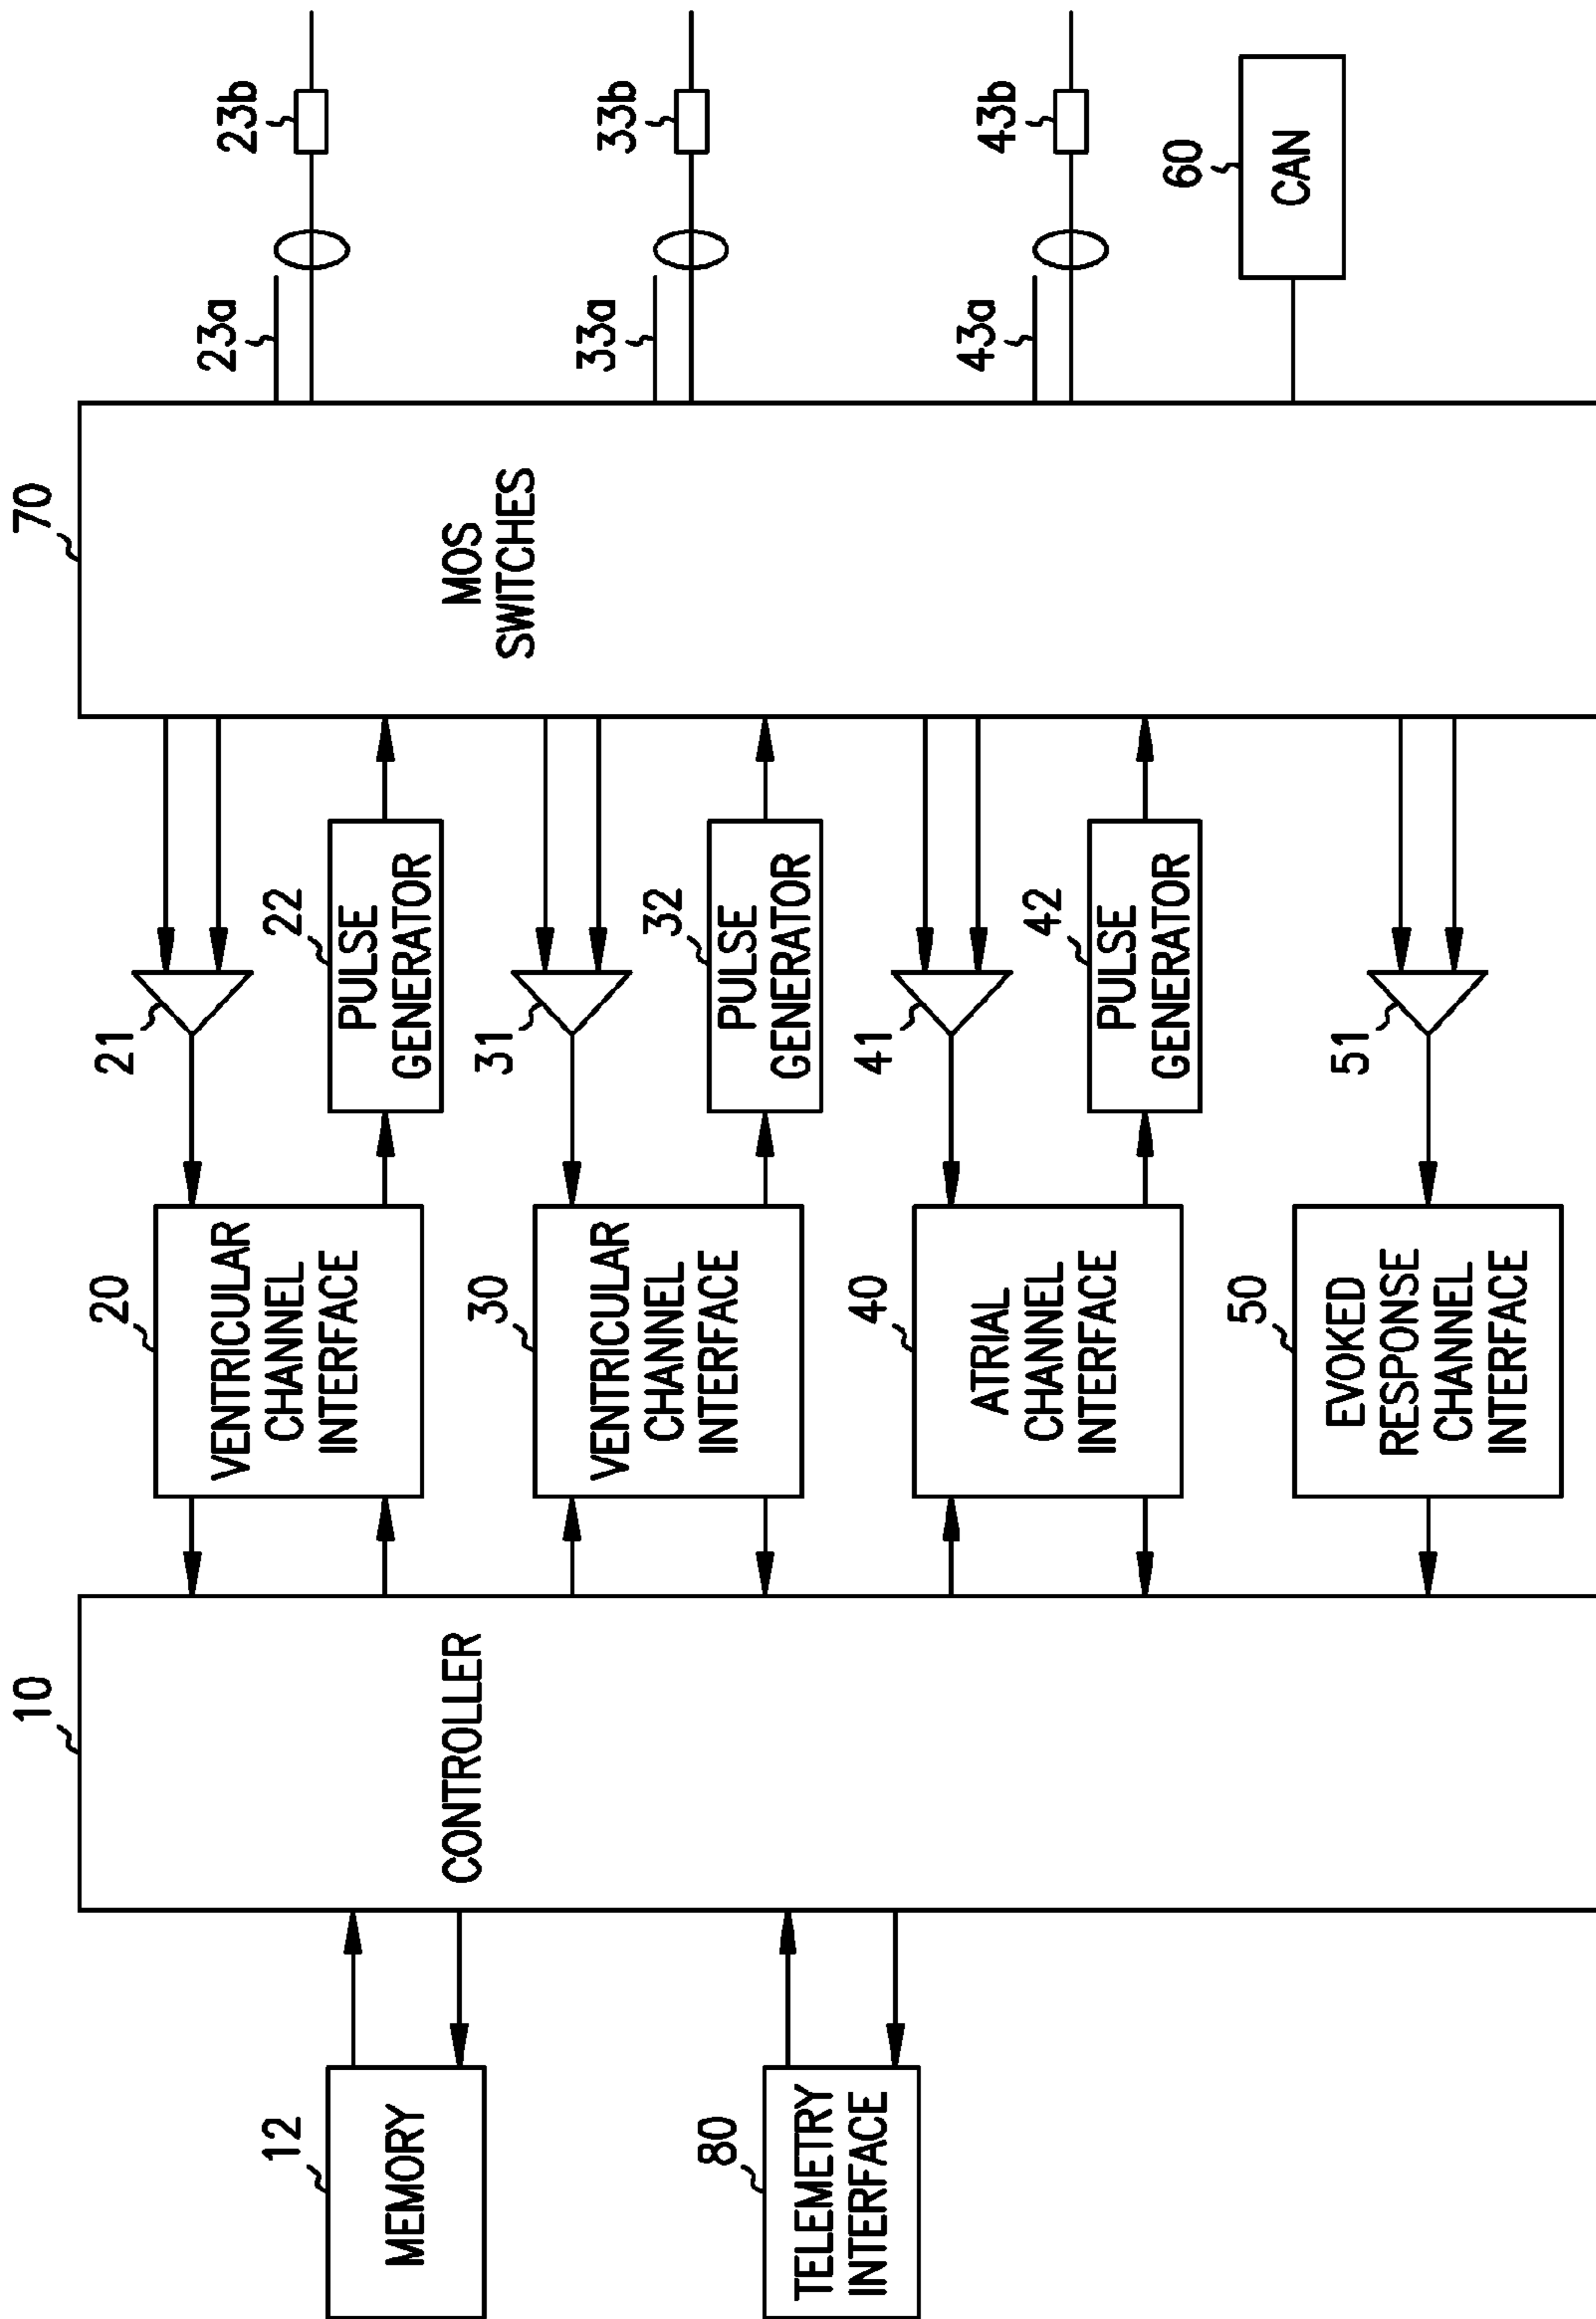 10
CONTROLLER
70
MOS
SWITCHES
12
MEMORY
80
TELEMETRY
INTERFACE
20
VENTRICULAR
CHANNEL
INTERFACE
21
22
PULSE
GENERATOR
23a
23b
30
VENTRICULAR
CHANNEL
INTERFACE
31
32
PULSE
GENERATOR
33a
33b
40
ATRIAL
CHANNEL
INTERFACE
41
42
PULSE
GENERATOR
43a
43b
50
EVOKED
RESPONSE
CHANNEL
INTERFACE
51
60
CAN